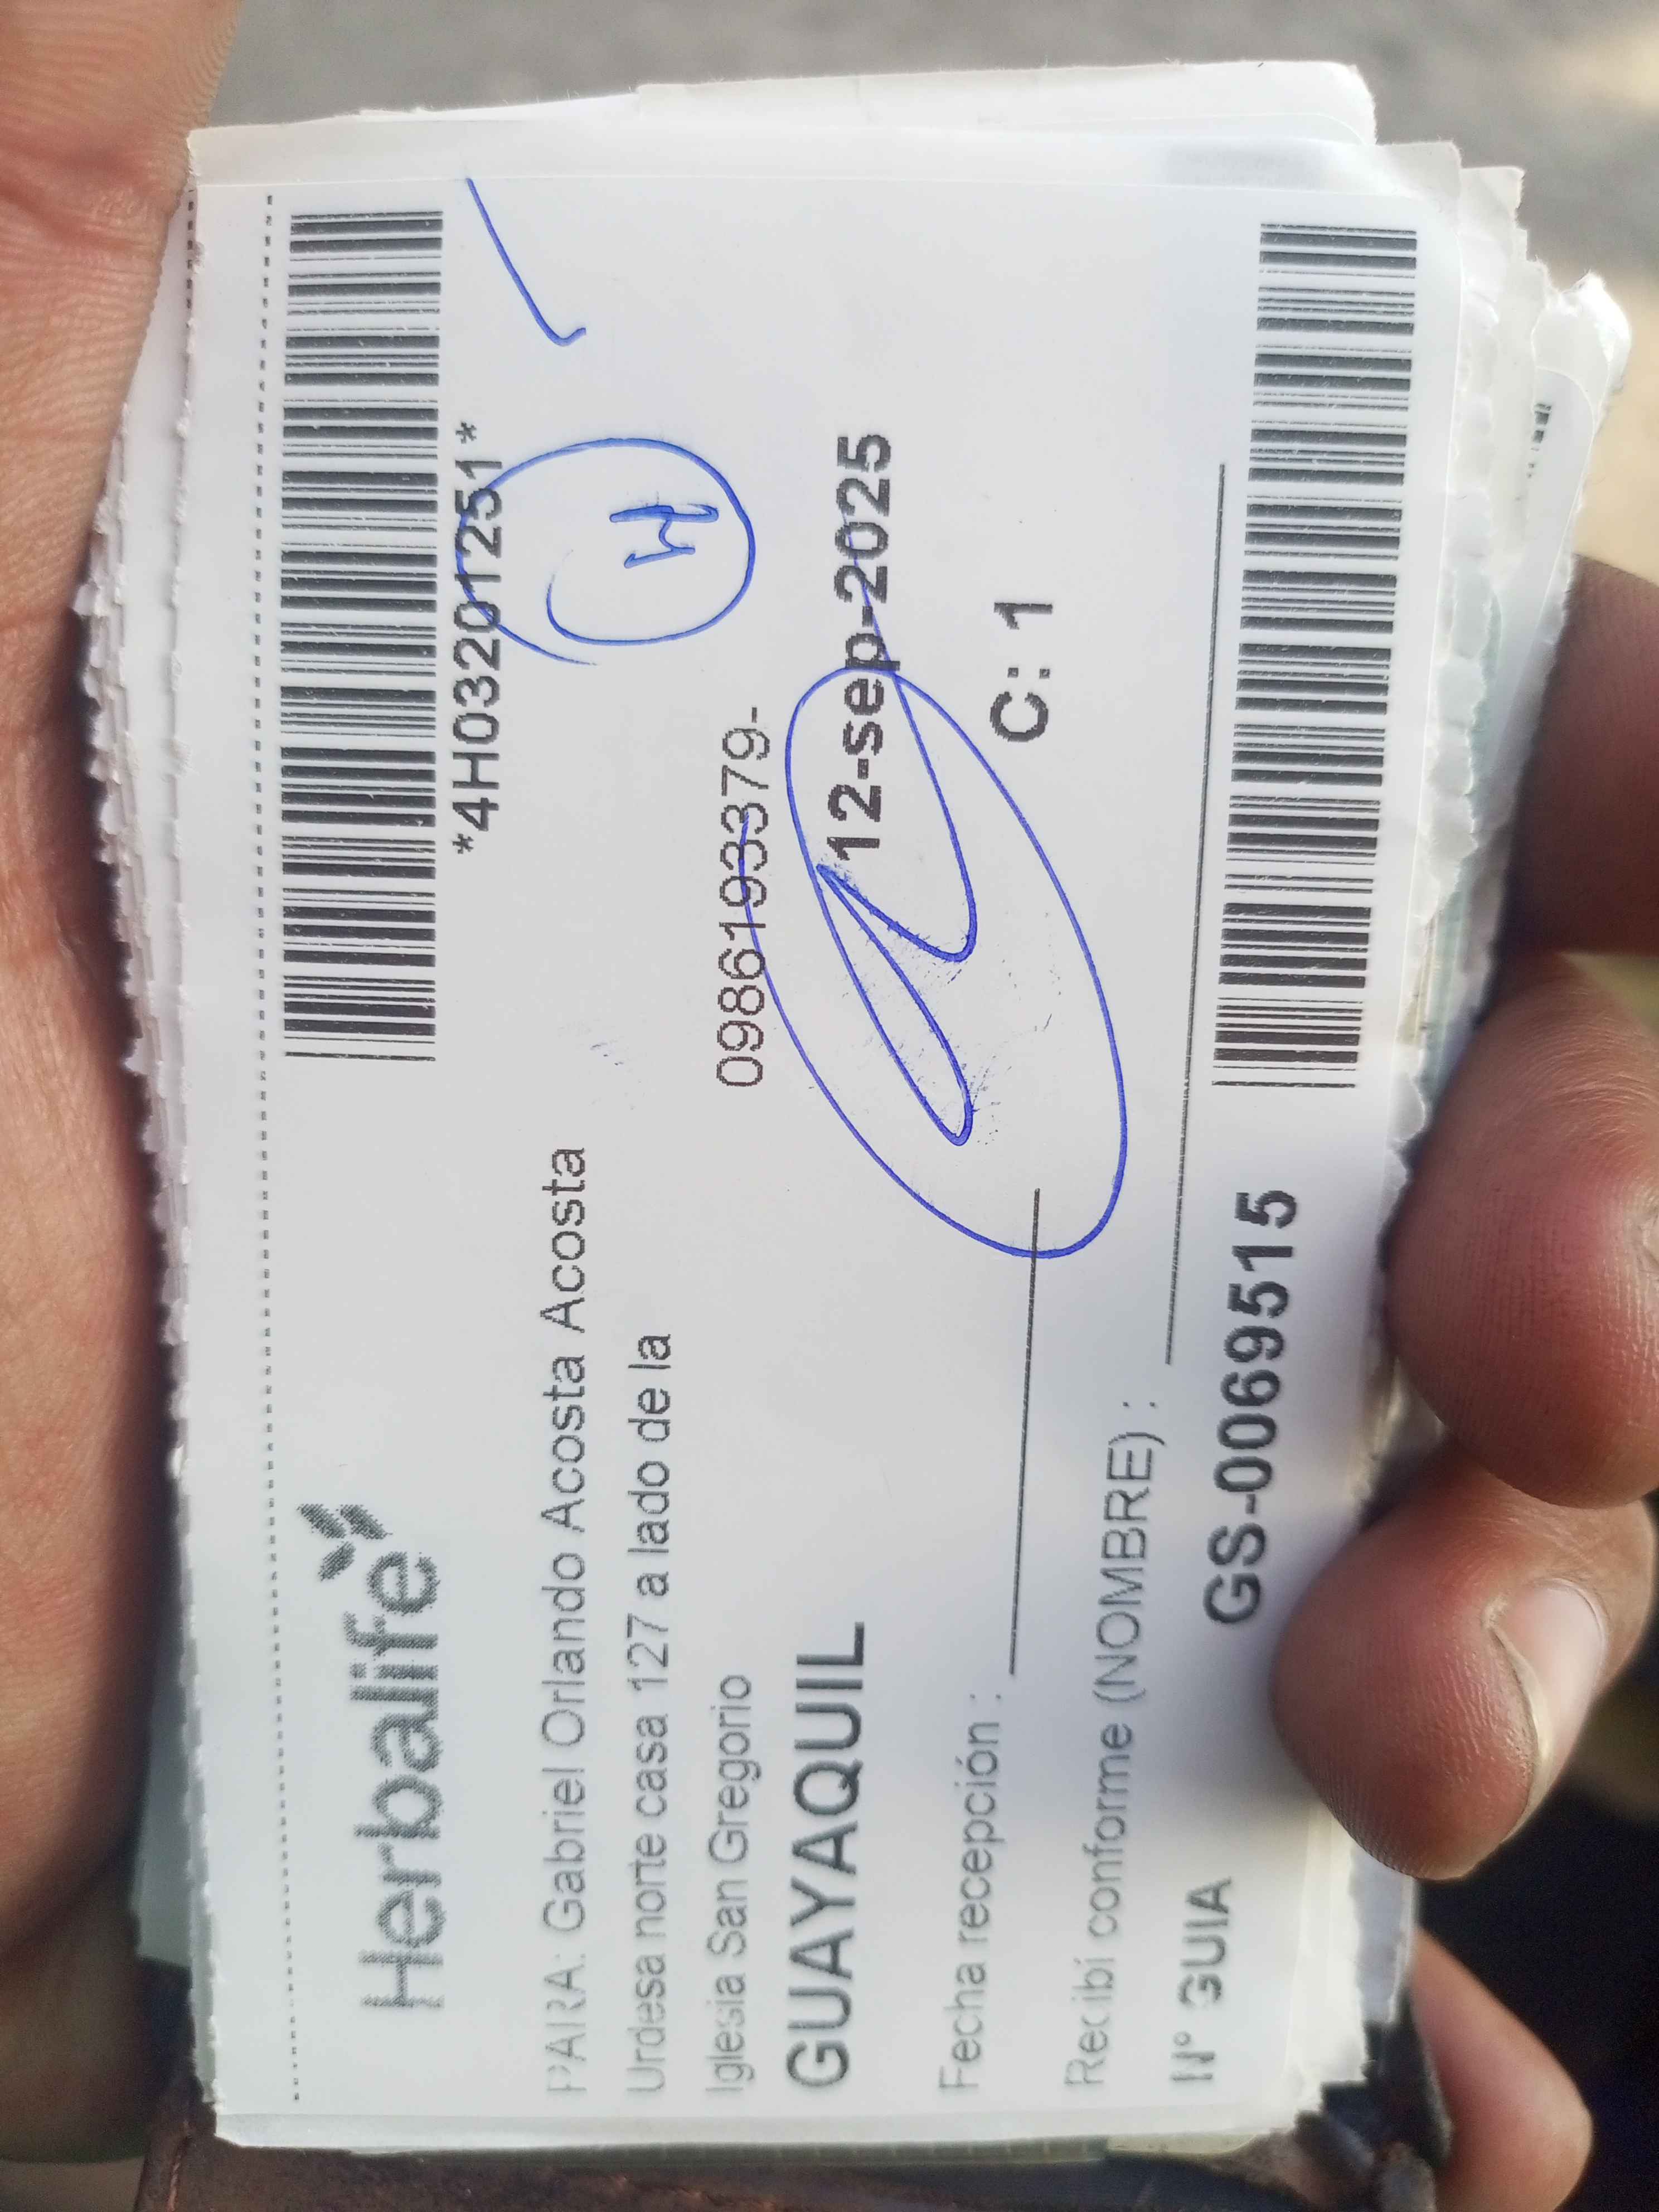 Herbalife
*4H03201251*
PARA: Gabriel Orlando Acosta Acosta
Urdesa norte casa 127 a lado de la
Iglesia San Gregorio
0986193379-
GUAYAQUIL
12-sep-2025
Fecha recepción :
C: 1
Recibí conforme (NOMBRE) :
N° GUIA
GS-0069515